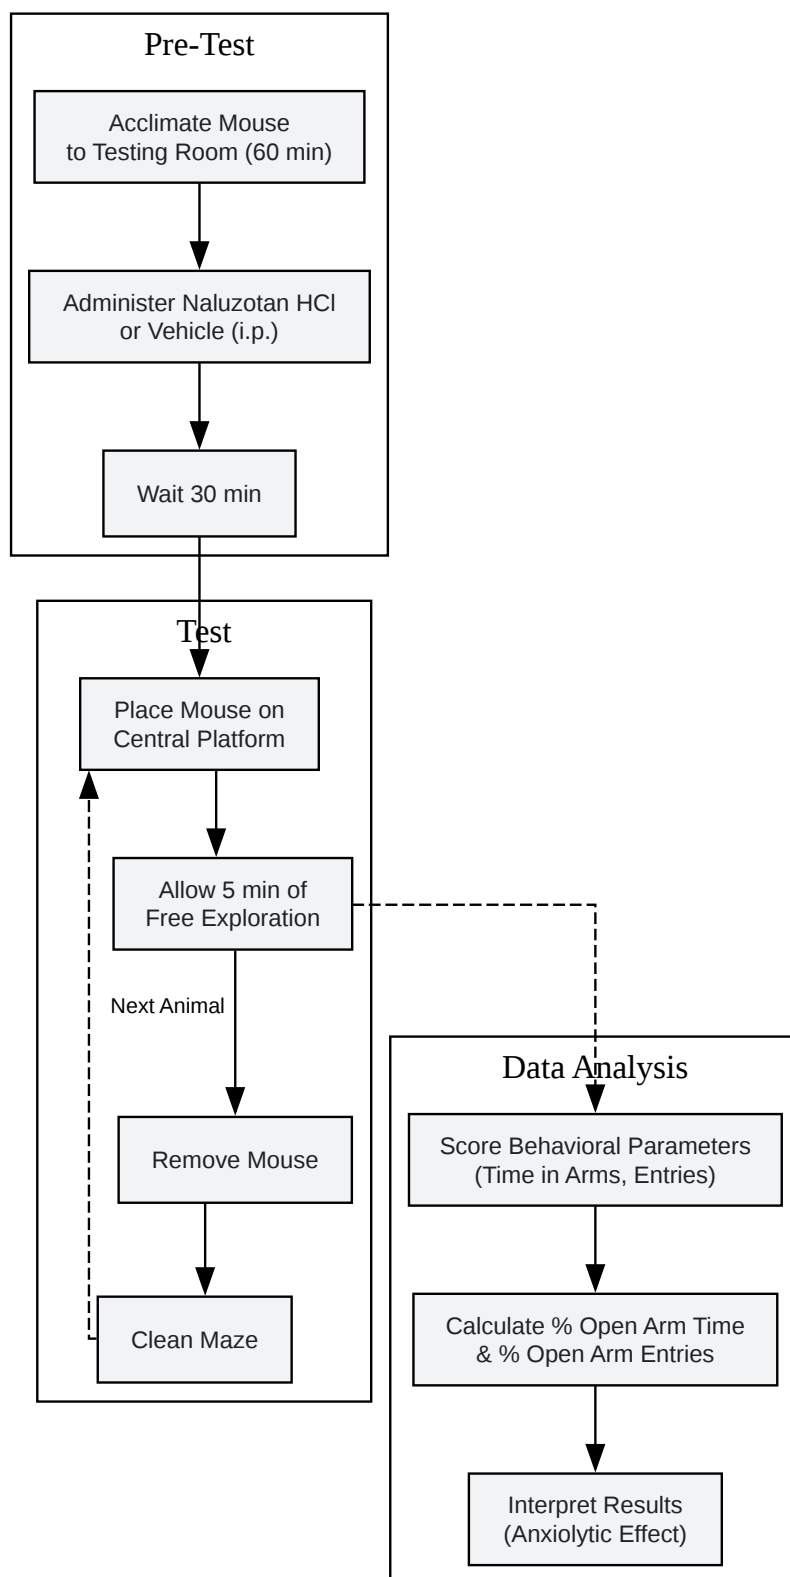 Pre-Test
Acclimate Mouse
to Testing Room (60 min)
Administer Naluzotan HCl
or Vehicle (i.p.)
Wait 30 min
Test
Place Mouse on
Central Platform
Allow 5 min of
Free Exploration
Next Animal
Remove Mouse
Clean Maze
Data Analysis
Score Behavioral Parameters
(Time in Arms, Entries)
Calculate % Open Arm Time
& % Open Arm Entries
Interpret Results
(Anxiolytic Effect)